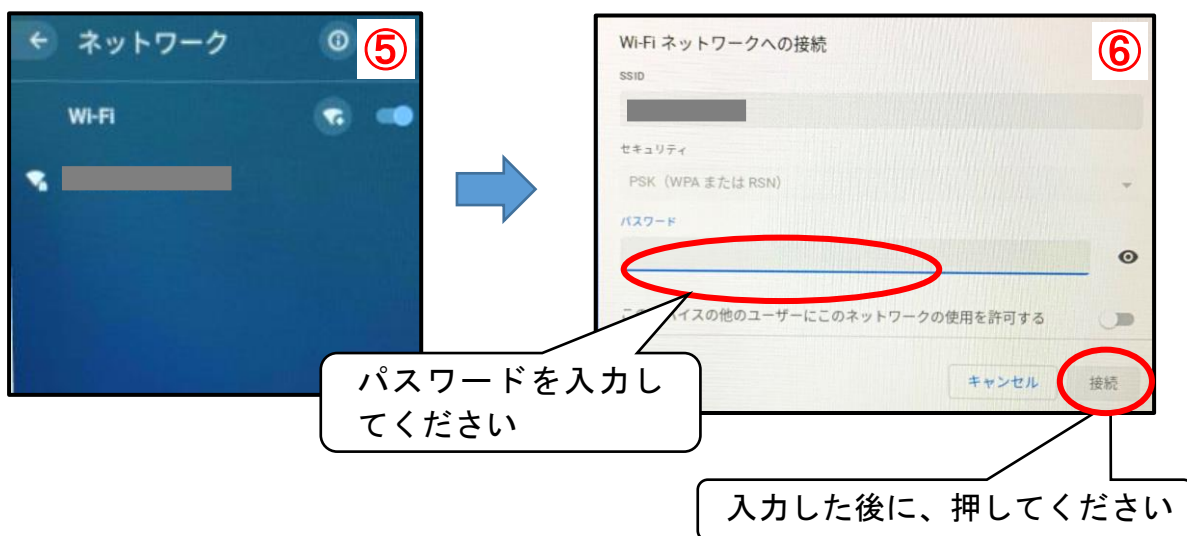 ネットワーク
⑤
Wi-Fi
Wi-Fi ネットワークへの接続
⑥
SSID
セキュリティ
PSK（WPA または RSN）
パスワード
イスの他のユーザーにこのネットワークの使用を許可する
キャンセル 接続
パスワードを入力し
てください
入力した後に、押してください